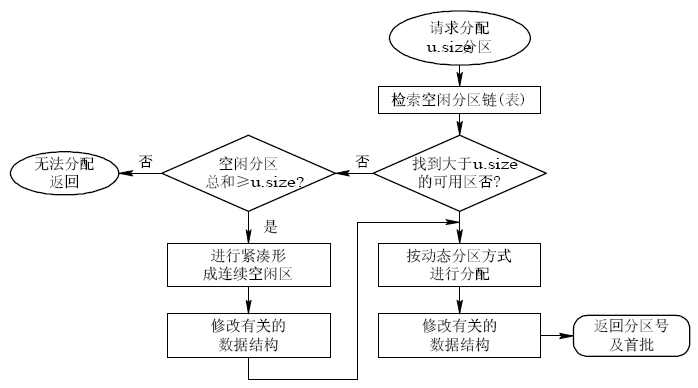 请求分配
u.size分区
检索空闲分区链(表)
找到大于u.size
的可用区否?
否
空闲分区
总和≥u.size?
否
无法分配
返回
是
进行紧凑形
成连续空闲区
修改有关的
数据结构
按动态分区方式
进行分配
修改有关的
数据结构
返回分区号
及首批